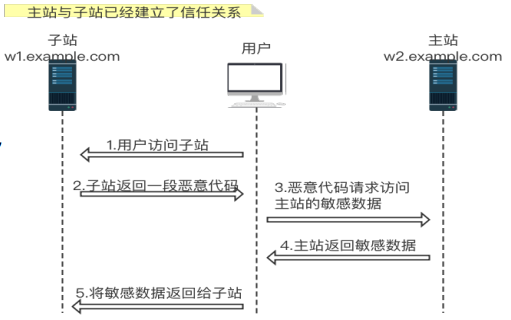 主站与子站已经建立了信任关系
子站
w1.example.com
用户
主站
w2.example.com
1.用户访问子站
2.子站返回一段恶意代码
3.恶意代码请求访问
主站的敏感数据
4.主站返回敏感数据
5.将敏感数据返回给子站